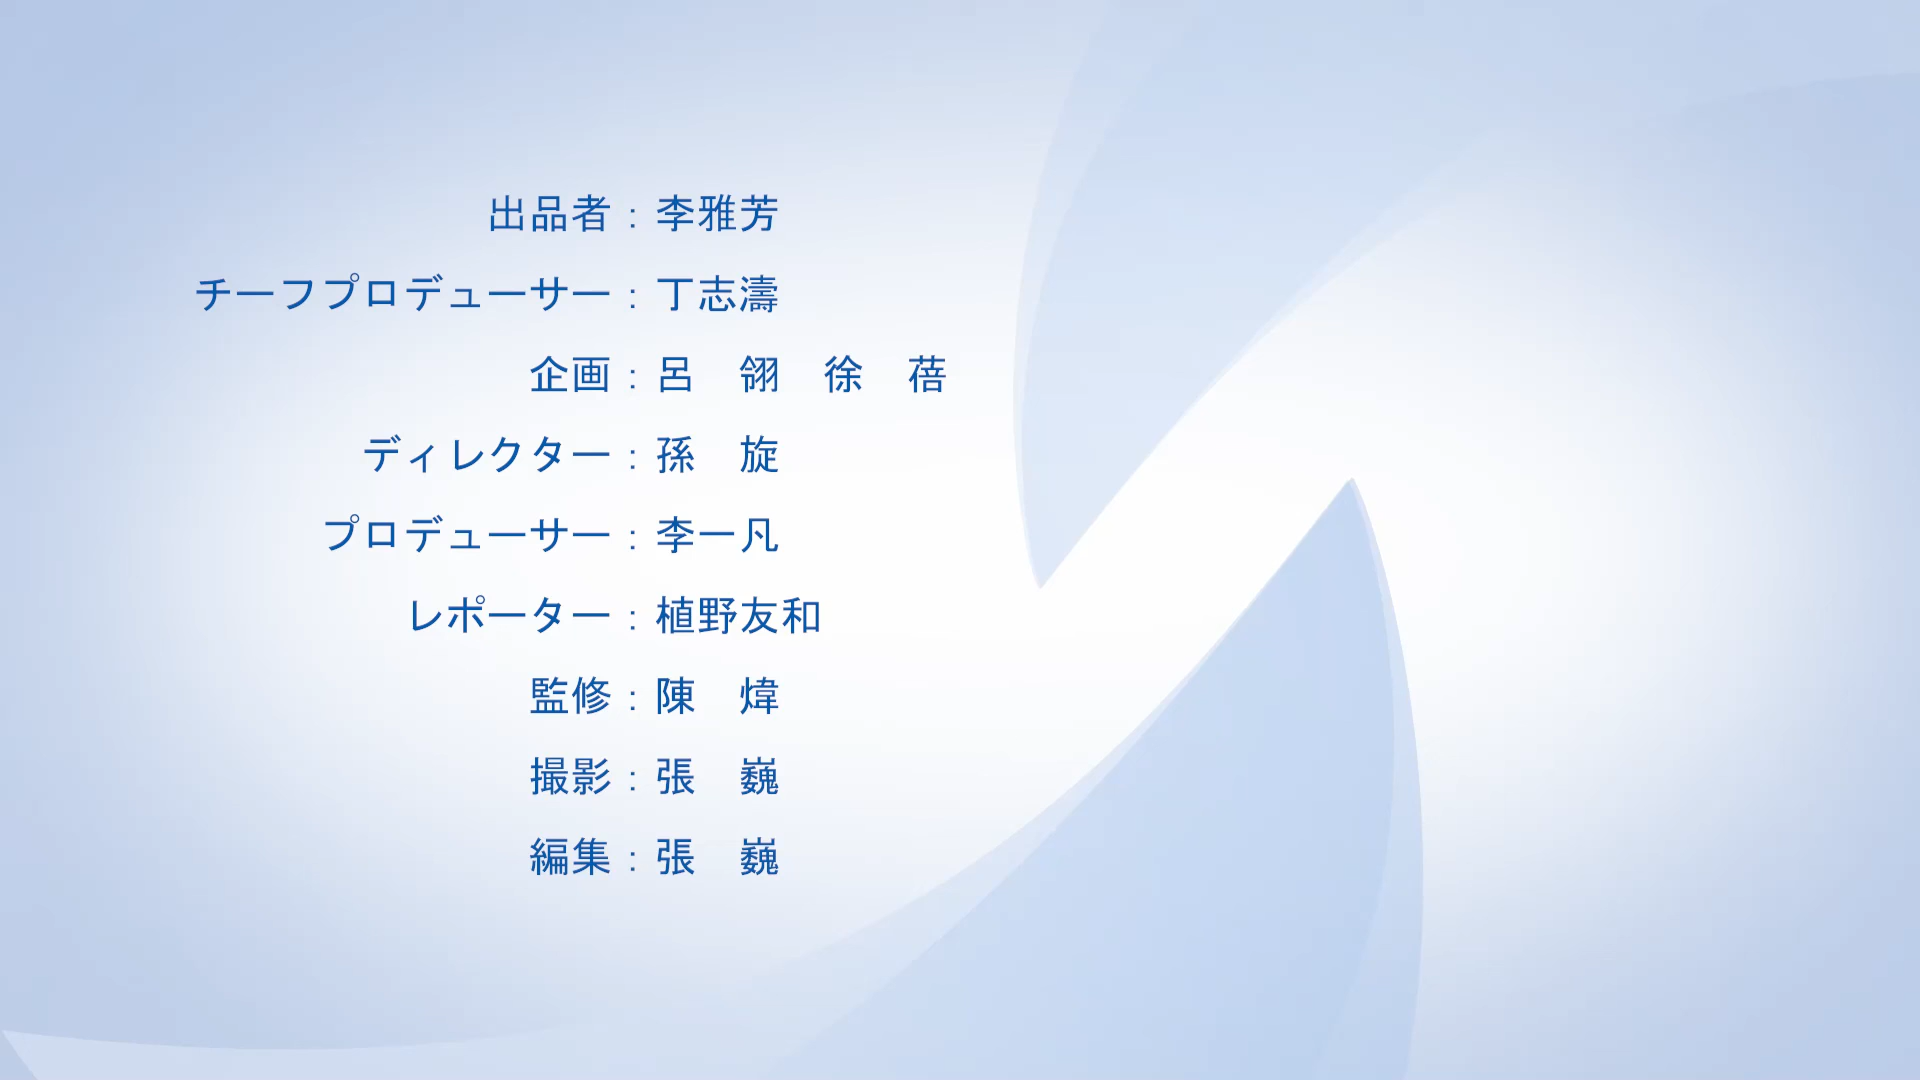 出品者：李雅芳
チーフプロデューサー：丁志濤
企画：呂　翎　徐　蓓
ディレクター：孫　旋
プロデューサー：李一凡
レポーター：植野友和
監修：陳　煒
撮影：張　巍
編集：張　巍